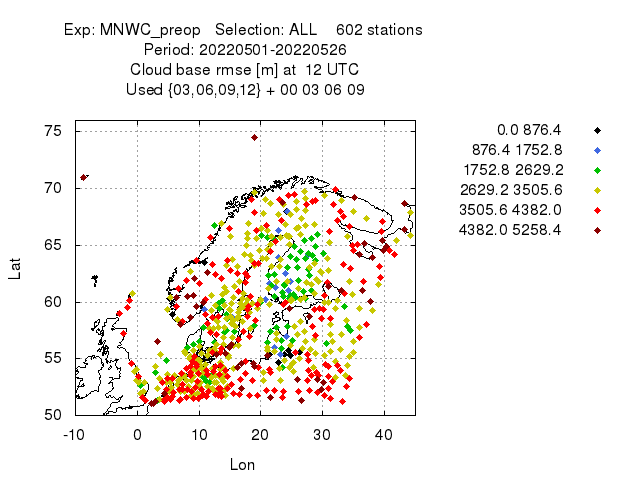 Exp: MNWC_preop   Selection: ALL    602 stations
Period: 20220501-20220526
Cloud base rmse [m] at  12 UTC
Used {03,06,09,12} + 00 03 06 09
0.0 876.4
876.4 1752.8
1752.8 2629.2
2629.2 3505.6
3505.6 4382.0
4382.0 5258.4
75
70
65
60
55
50
Lat
-10 0 10 20 30 40
Lon